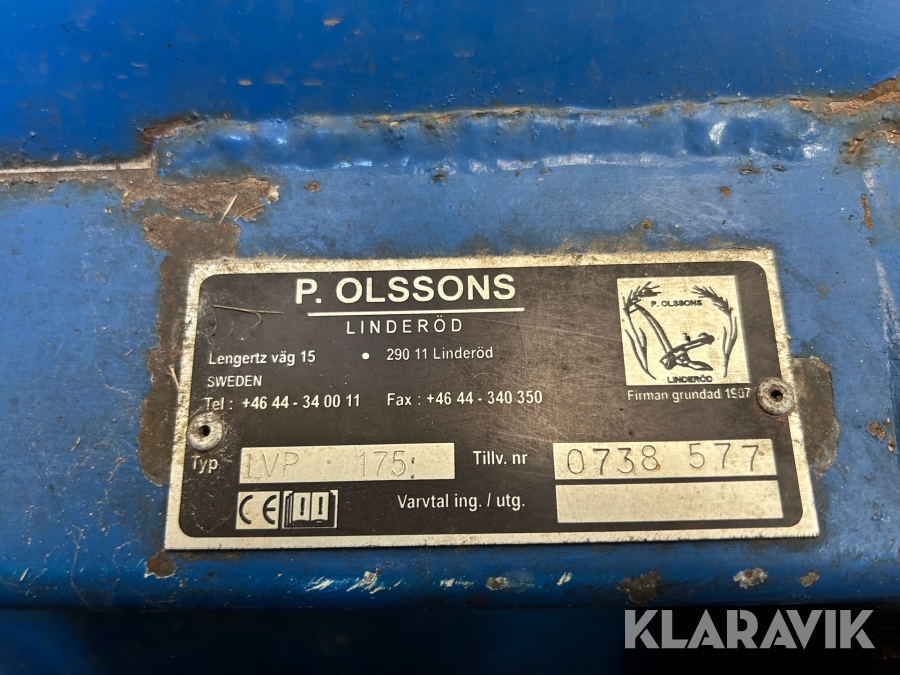 P. OLSSONS
LINDERÖD
Lengertz väg 15 • 290 11 Linderöd
SWEDEN
Tel : +46 44 - 34 00 11 Fax : +46 44 - 340 350
P. OLSSONS
LINDERÖD
Firman grundad 1907
Typ LVP 175 Tillv. nr 0738 577
CE Varvtal ing. / utg.
KLARAVIK